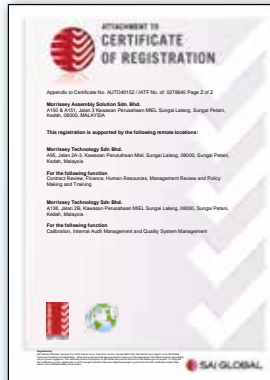 ATTACHMENT TO
CERTIFICATE
OF REGISTRATION
Appendix to Certificate No. AUTO40152 / IATF No. of: 0278645 Page 2 of 2
Morrissey Assembly Solution Sdn. Bhd.
A150 & A151, Jalan 3 Kawasan Perusahaan MIEL Sungai Lalang, Sungai Petani,
Kedah, 08000, MALAYSIA
This registration is supported by the following remote locations:
Morrissey Technology Sdn Bhd.
A95, Jalan 2A-3, Kawasan Perusahaan Miel, Sungai Lalang, 08000, Sungai Petani,
Kedah, Malaysia
For the following function
Contract Review, Finance, Human Resources, Management Review and Policy
Making and Training
Morrissey Technology Sdn Bhd.
A138, Jalan 2B, Kawasan Perusahaan MIEL Sungai Lalang, 08000, Sungai Petani,
Kedah, Malaysia
For the following function
Calibration, Internal Audit Management and Quality System Management
SAI GLOBAL